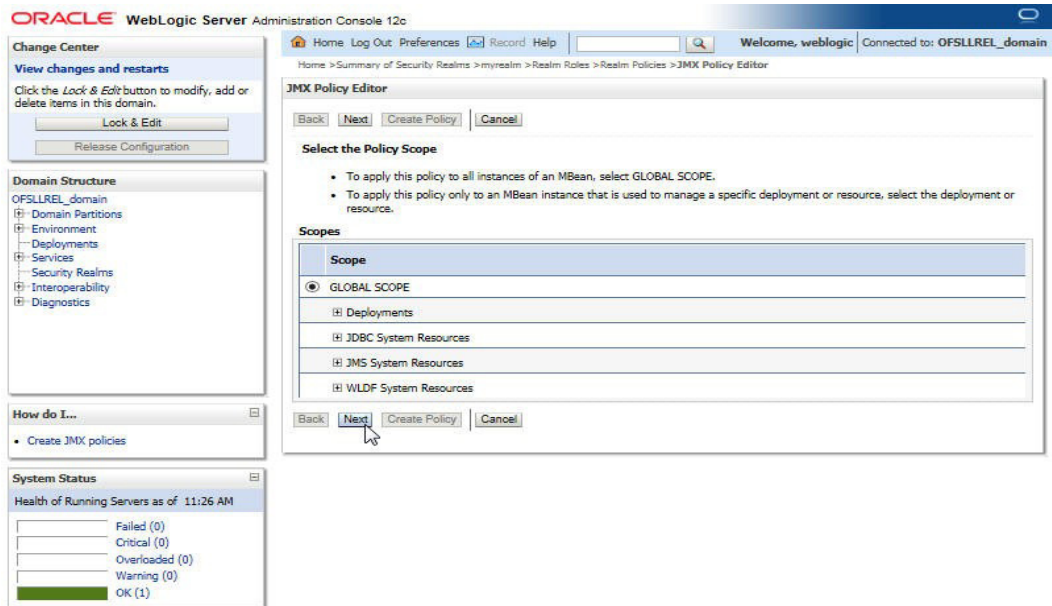 ORACLE WebLogic Server Administration Console 12c
Change Center
View changes and restarts
Click the Lock & Edit button to modify, add or
delete items in this domain.
Lock & Edit
Release Configuration
Domain Structure
OFSLLREL_domain
Domain Partitions
Environment
Deployments
Services
Security Realms
Interoperability
Diagnostics
How do I...
Create JMX policies
System Status
Health of Running Servers as of 11:26 AM
Failed (0)
Critical (0)
Overloaded (0)
Warning (0)
OK (1)
Home Log Out Preferences Record Help
Welcome, weblogic Connected to: OFSLLREL_domain
Home >Summary of Security Realms >myrealm >Realm Roles >Realm Policies >JMX Policy Editor
JMX Policy Editor
Back Next Create Policy Cancel
Select the Policy Scope
• To apply this policy to all instances of an MBean, select GLOBAL SCOPE.
• To apply this policy only to an MBean instance that is used to manage a specific deployment or resource, select the deployment or
resource.
Scopes
Scope
GLOBAL SCOPE
Deployments
JDBC System Resources
JMS System Resources
WLDF System Resources
Back Next Create Policy Cancel